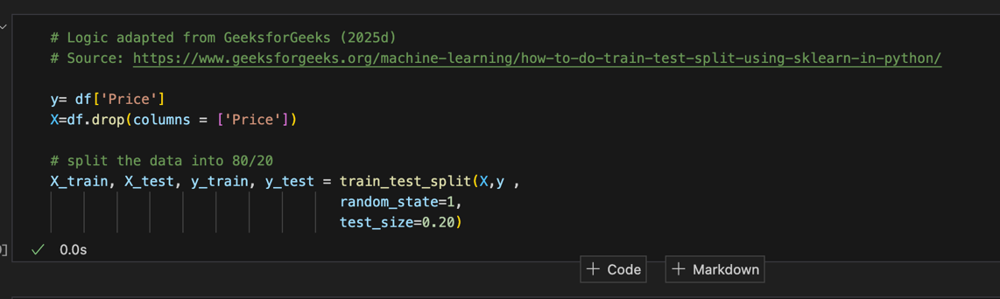 # Logic adapted from GeeksforGeeks (2025d)
# Source: https://www.geeksforgeeks.org/machine-learning/how-to-do-train-test-split-using-sklearn-in-python/
y= df['Price']
X=df.drop(columns = ['Price'])
# split the data into 80/20
X_train, X_test, y_train, y_test = train_test_split(X,y ,
random_state=1,
test_size=0.20)
✓ 0.0s
+ Code + Markdown